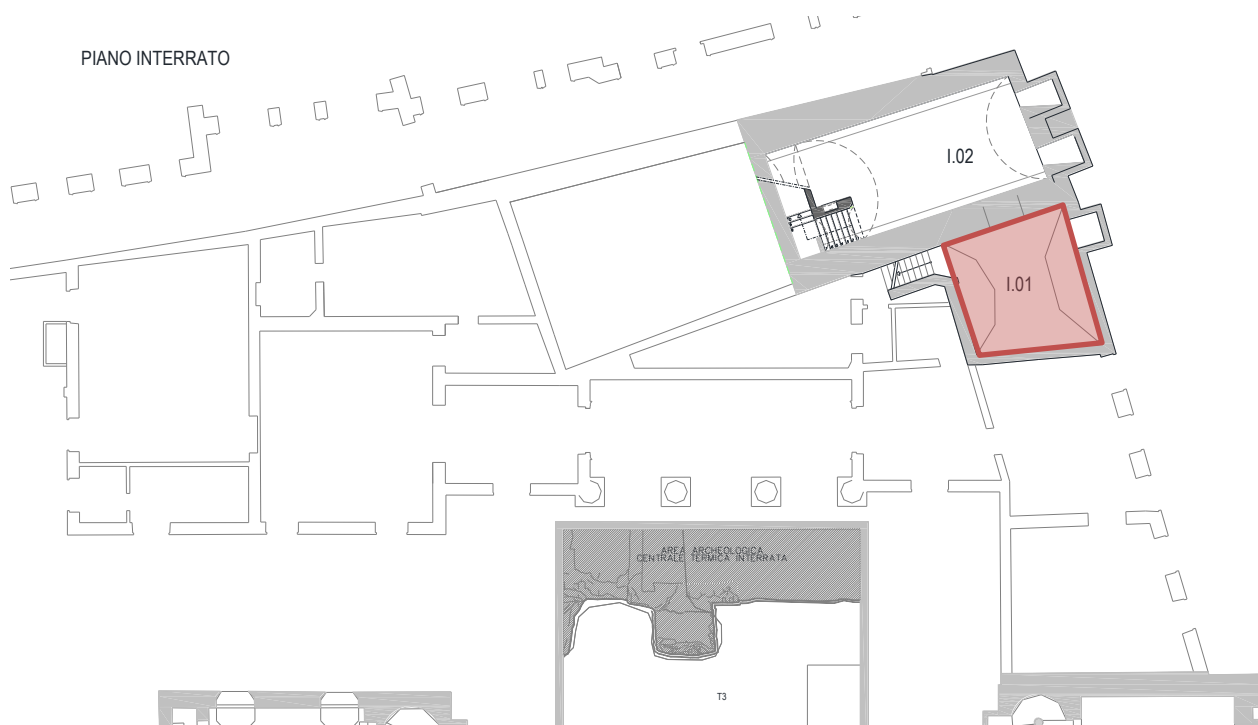 PIANO INTERRATO
I.02
I.01
AREA ARCHEOLOGICA
CENTRALE TERMICA INTERRATA
T3